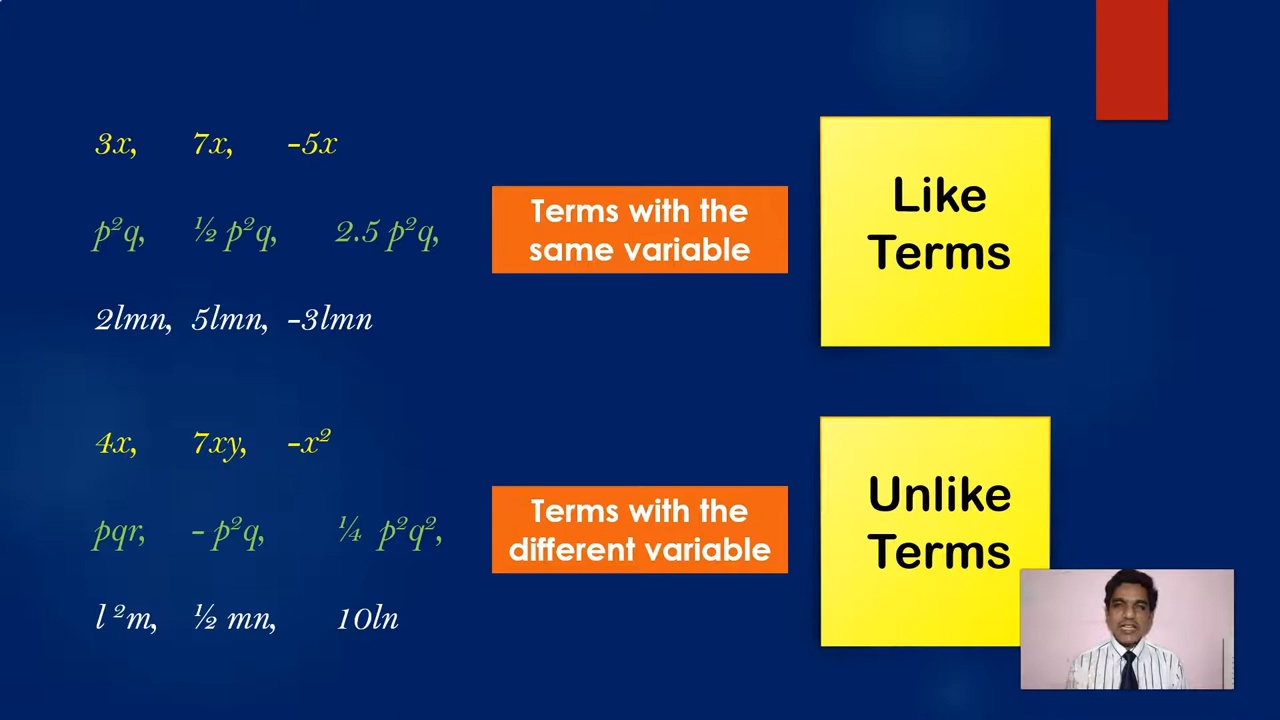 3x, 7x, -5x
p²q, ½ p²q, 2.5 p²q,
2lmn, 5lmn, -3lmn
Terms with the
same variable
Like
Terms
4x, 7xy, -x²
pqr, - p²q, ¼ p²q²,
l ²m, ½ mn, 10ln
Terms with the
different variable
Unlike
Terms